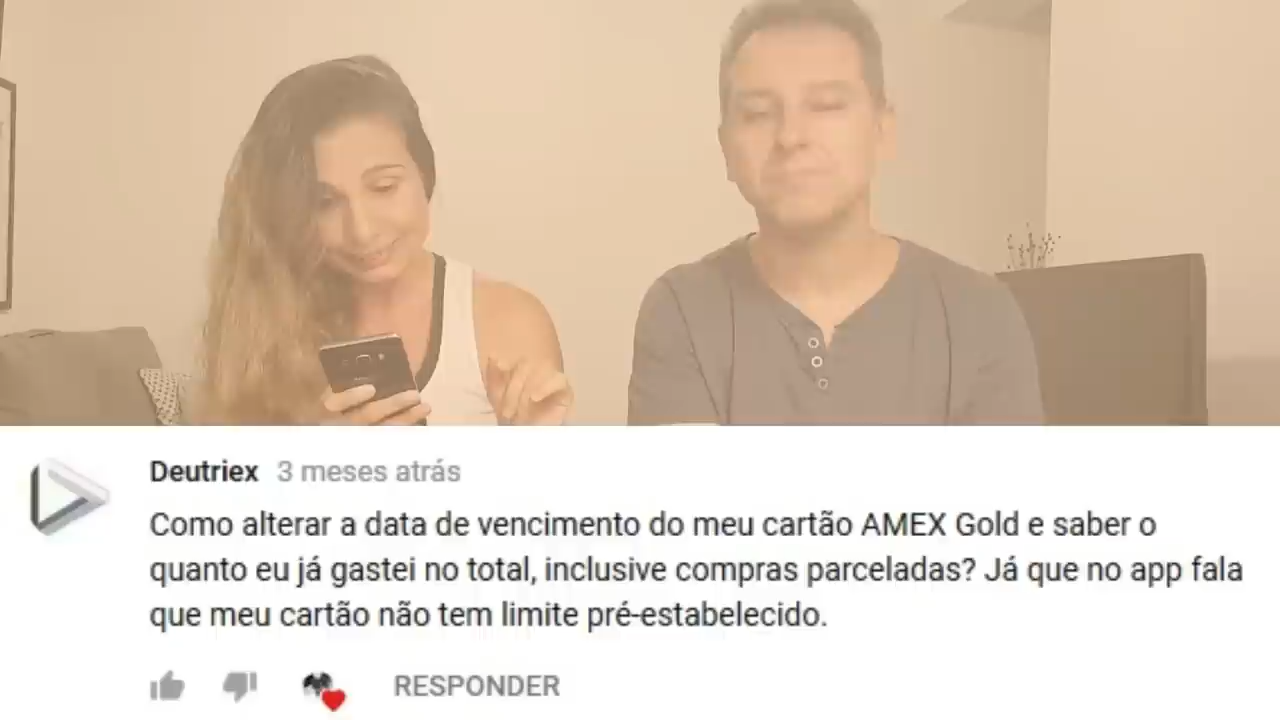 Deutriex 3 meses atrás
Como alterar a data de vencimento do meu cartão AMEX Gold e saber o
quanto eu já gastei no total, inclusive compras parceladas? Já que no app fala
que meu cartão não tem limite pré-estabelecido.
RESPONDER